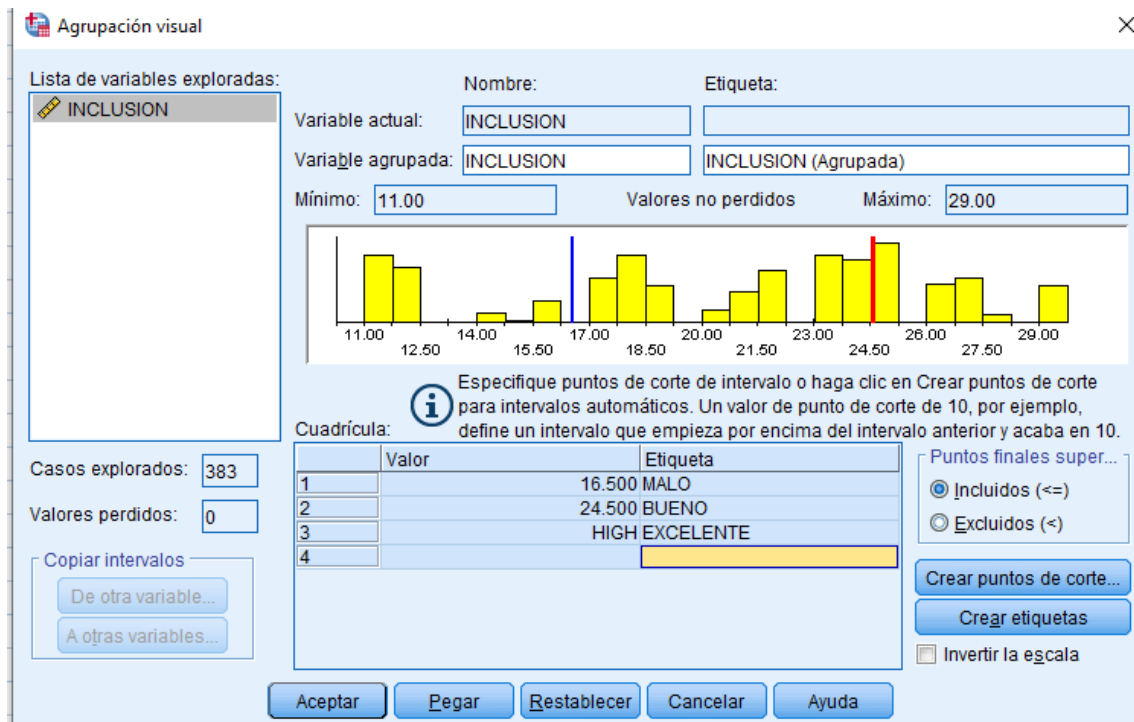 Agrupación visual
Lista de variables exploradas:
INCLUSION
Nombre:
Etiqueta:
Variable actual:
INCLUSION
Variable agrupada:
INCLUSION
INCLUSION (Agrupada)
Mínimo:
11.00
Valores no perdidos
Máximo:
29.00
11.00 14.00 17.00 20.00 23.00 26.00 29.00
12.50 15.50 18.50 21.50 24.50 27.50
Especifique puntos de corte de intervalo o haga clic en Crear puntos de corte
para intervalos automáticos. Un valor de punto de corte de 10, por ejemplo,
define un intervalo que empieza por encima del intervalo anterior y acaba en 10.
Cuadrícula:
Valor Etiqueta
1 16.500 MALO
2 24.500 BUENO
3 HIGH EXCELENTE
4
Casos explorados:
383
Valores perdidos:
0
Copiar intervalos
De otra variable...
A otras variables...
Puntos finales super...
Incluidos (<=)
Excluidos (<)
Crear puntos de corte...
Crear etiquetas
Invertir la escala
Aceptar
Pegar
Restablecer
Cancelar
Ayuda